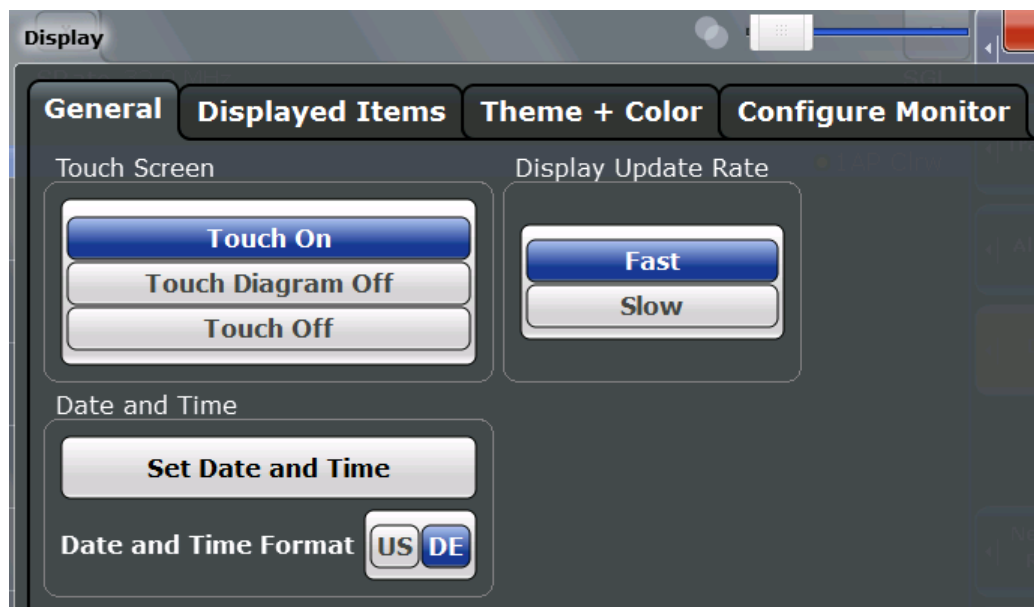 Display
General
Displayed Items
Theme + Color
Configure Monitor
Touch Screen
Display Update Rate
Touch On
Touch Diagram Off
Touch Off
Fast
Slow
Date and Time
Set Date and Time
Date and Time Format US DE